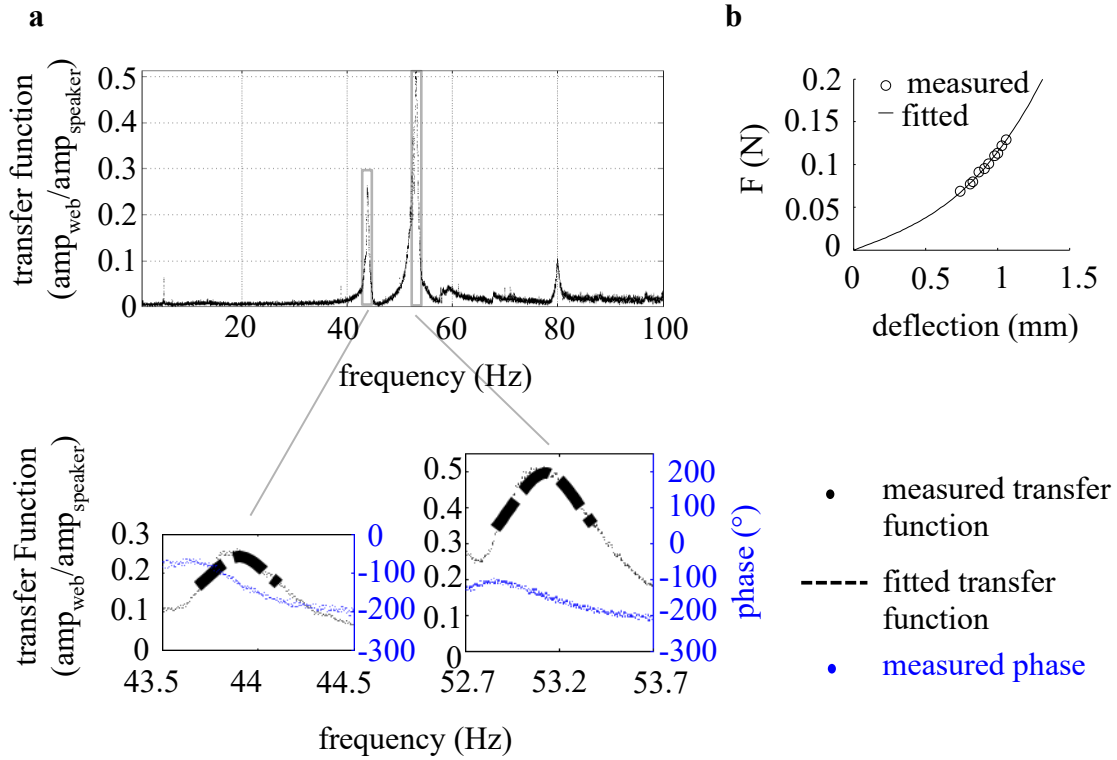 a
transfer function
(amp_web/amp_speaker)
0.5
0.4
0.3
0.2
0.1
0
20
40
60
80
100
frequency (Hz)
b
F (N)
0.2
0.15
0.1
0.05
0
measured
fitted
0
0.5
1
1.5
deflection (mm)
transfer Function
(amp_web/amp_speaker)
0.3
0.2
0.1
0
0
-100
-200
-300
43.5
44
44.5
0.5
0.4
0.3
0.2
0.1
0
200
100
0
-100
-200
-300
phase (°)
52.7
53.2
53.7
frequency (Hz)
measured transfer
function
fitted transfer
function
measured phase